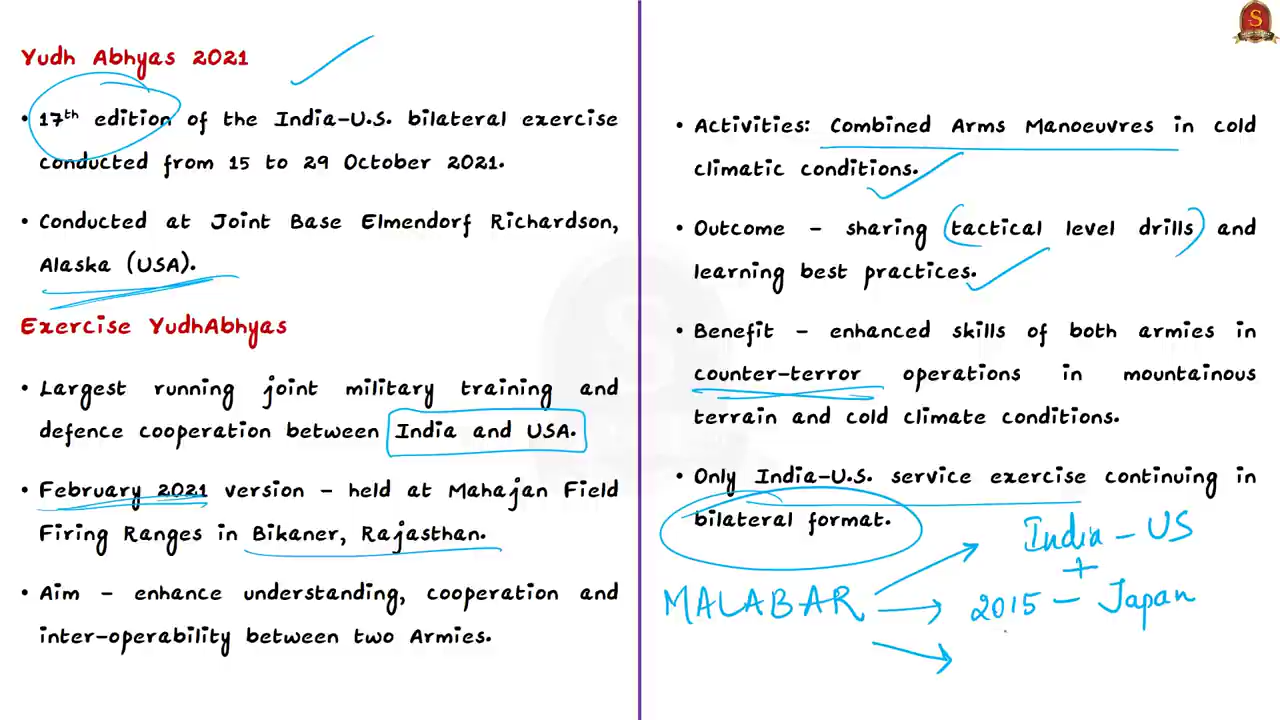 Yudh Abhyas 2021
• 17th edition of the India-U.S. bilateral exercise
conducted from 15 to 29 October 2021.
• Conducted at Joint Base Elmendorf Richardson,
Alaska (USA).
Exercise YudhAbhyas
• Largest running joint military training and
defence cooperation between India and USA.
• February 2021 version - held at Mahajan Field
Firing Ranges in Bikaner, Rajasthan.
• Aim - enhance understanding, cooperation and
inter-operability between two Armies.
• Activities: Combined Arms Manoeuvres in cold
climatic conditions.
• Outcome - sharing (tactical level drills) and
learning best practices.
• Benefit - enhanced skills of both armies in
counter-terror operations in mountainous
terrain and cold climate conditions.
• Only India-U.S. service exercise continuing in
bilateral format.
India - US
+
MALABAR
2015 - Japan
S